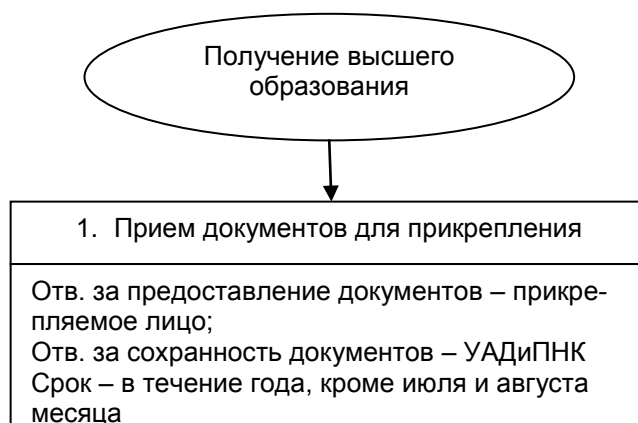 Получение высшего
образования
1. Прием документов для прикрепления
Отв. за предоставление документов – прикре-
пляемое лицо;
Отв. за сохранность документов – УАДиПНК
Срок – в течение года, кроме июля и августа
месяца